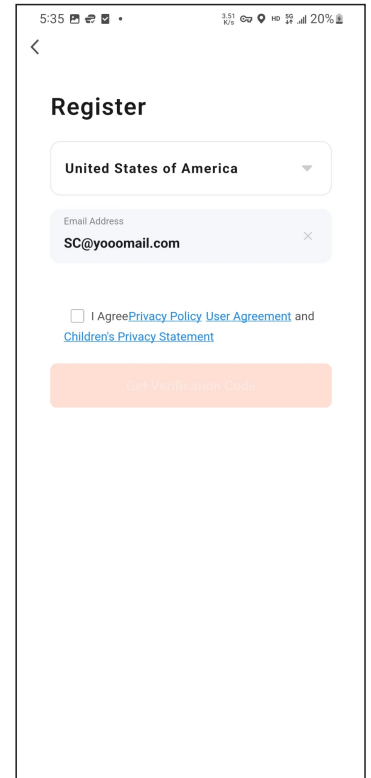 5:35
3.51 K/s HD 5G 20%
Register
United States of America
Email Address
SC@yooomail.com
I AgreePrivacy Policy User Agreement and
Children's Privacy Statement
Get Verification Code